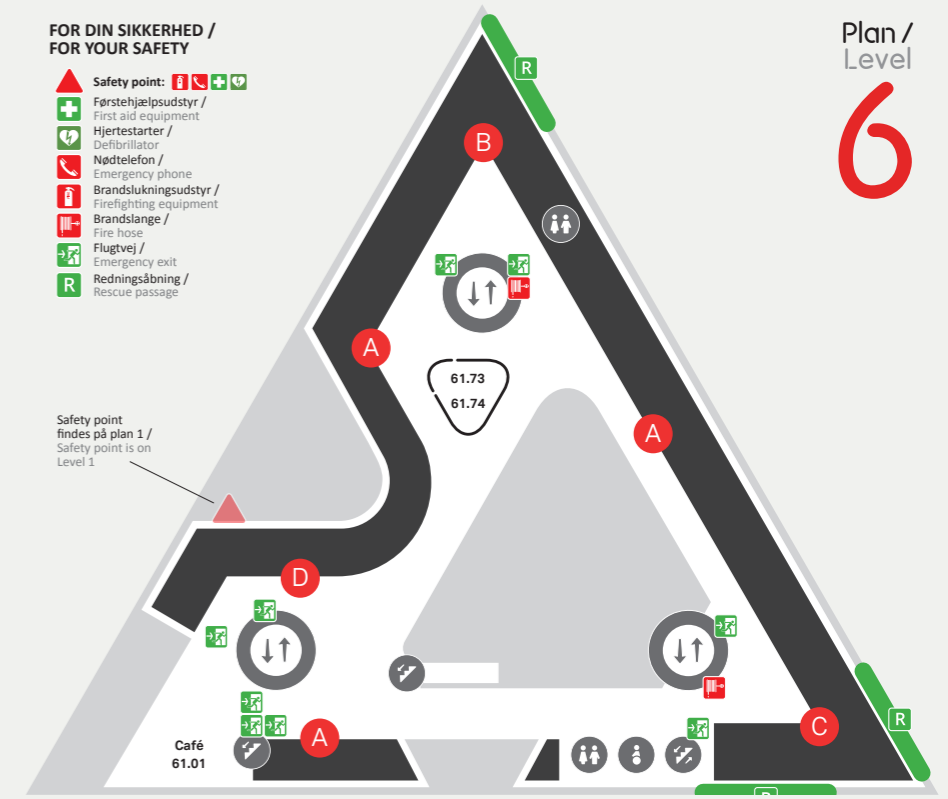 FOR DIN SIKKERHED /
FOR YOUR SAFETY
Safety point:
Førstehjælpsudstyr /
First aid equipment
Hjertestarter /
Defibrillator
Nødtelefon /
Emergency phone
Brandslukningsudstyr /
Firefighting equipment
Brandslange /
Fire hose
Flugtvej /
Emergency exit
R
Redningsåbning /
Rescue passage
Plan /
Level
6
R
B
A
61.73
61.74
A
Safety point
findes på plan 1 /
Safety point is on
Level 1
D
R
C
A
Café
61.01